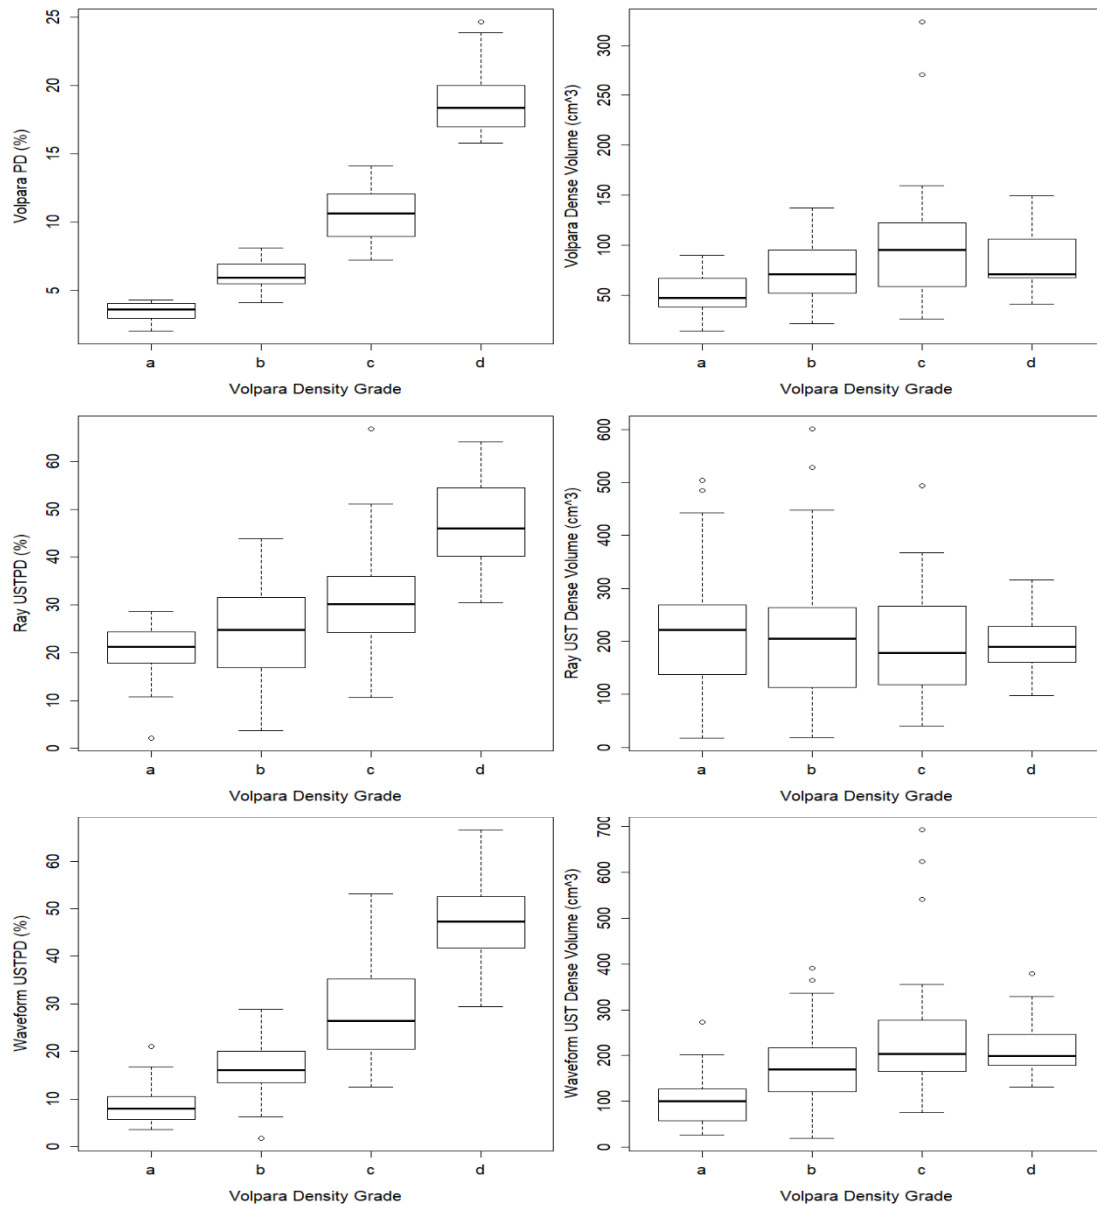 Volpara PD (%)
25
20
15
10
5
a b c d
Volpara Density Grade
Volpara Dense Volume (cm^3)
300
250
200
150
100
50
a b c d
Volpara Density Grade
Ray USTPD (%)
60
50
40
30
20
10
0
a b c d
Volpara Density Grade
Ray UST Dense Volume (cm^3)
600
500
400
300
200
100
0
a b c d
Volpara Density Grade
Waveform USTPD (%)
60
50
40
30
20
10
0
a b c d
Volpara Density Grade
Waveform UST Dense Volume (cm^3)
700
600
500
400
300
200
100
0
a b c d
Volpara Density Grade